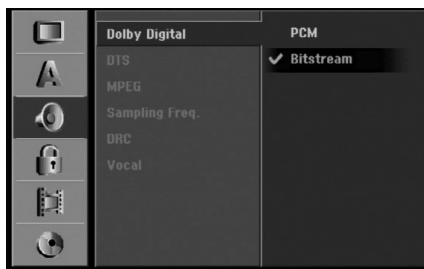 Dolby Digital
DTS
MPEG
Sampling Freq.
DRC
Vocal
PCM
✔ Bitstream